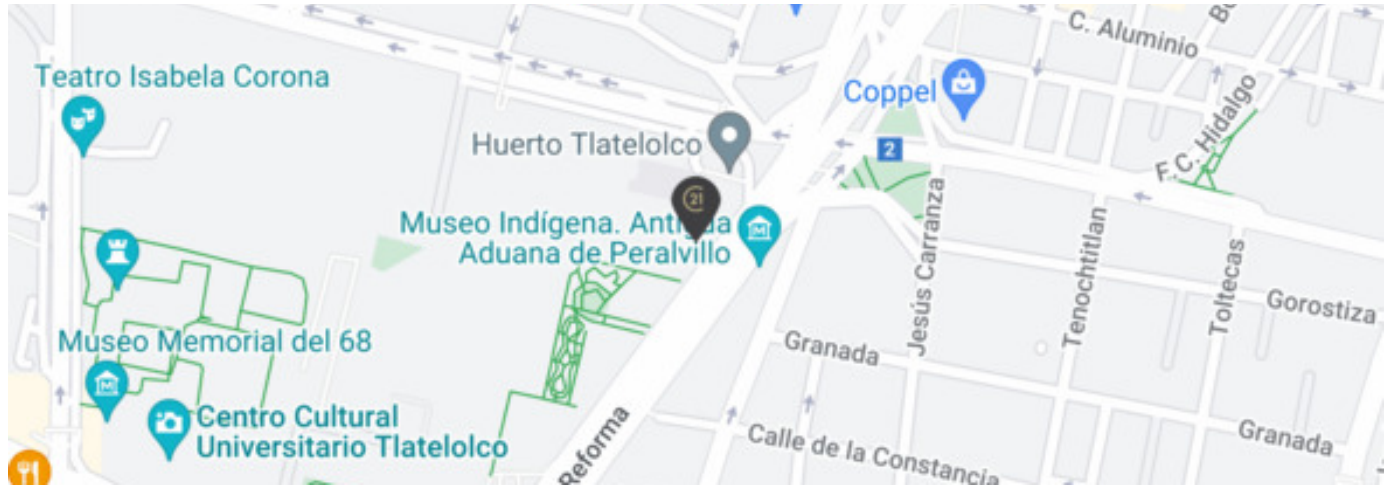 C. Aluminio
Teatro Isabela Corona
Coppel
F.C. Hidalgo
Huerto Tlatelolco
2
21
Museo Indígena. Antigua
Aduana de Peralvillo
Jesús Carranza
Tenochtitlan
Toltecas
Gorostiza
Museo Memorial del 68
Granada
Centro Cultural
Universitario Tlatelolco
Reforma
Calle de la Constancia
Granada